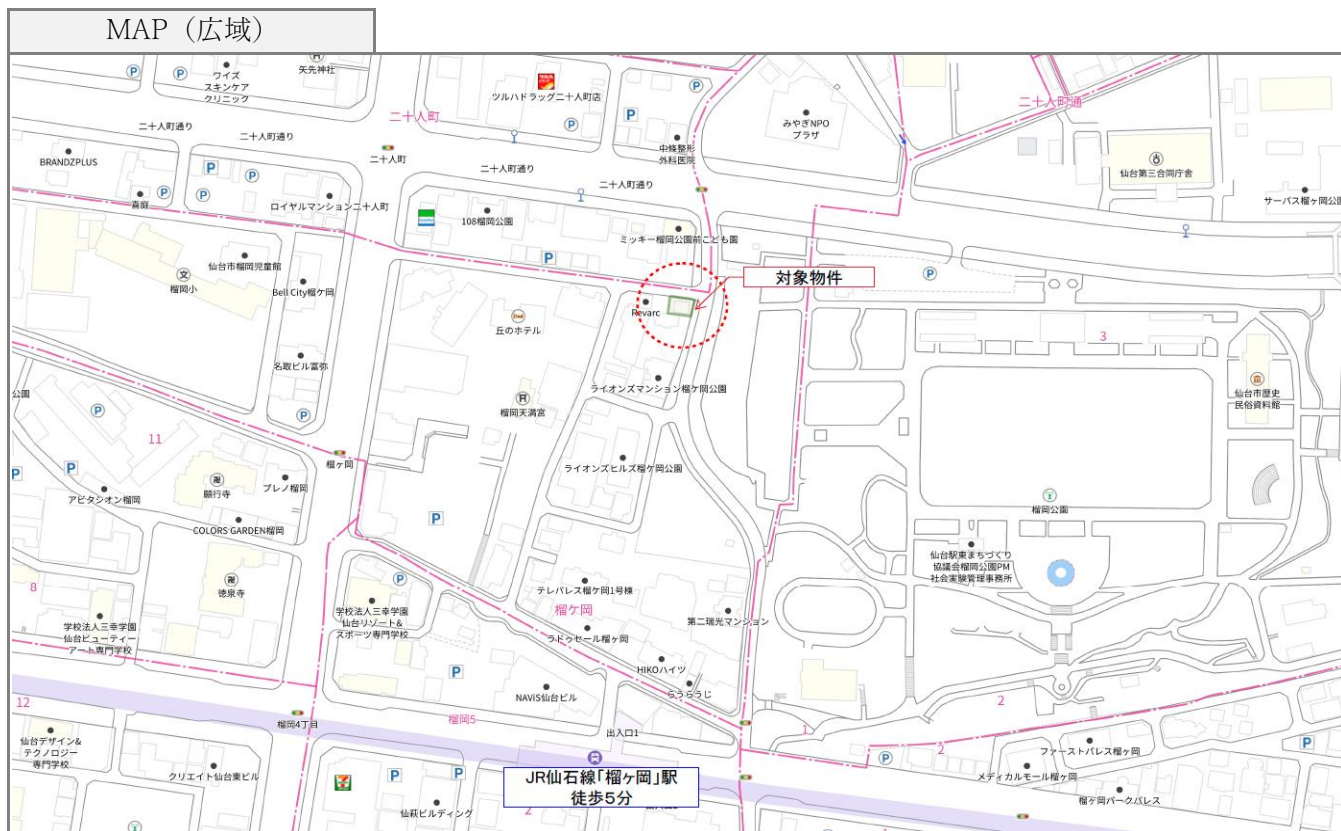 MAP（広域）
矢先神社
ワイズ
スキンケア
クリニック
ツルハドラッグ二十人町店
二十人町
二十人町通り
二十人町通り
二十人町
二十人町通り
二十人町通り
中條整形
外科医院
みやぎNPO
プラザ
二十人町通
仙台第三合同庁舎
サーパス榴ヶ岡公園
BRANDZPLUS
喜庭
ロイヤルマンション二十人町
108榴岡公園
ミッキー榴岡公園前こども園
仙台市榴岡児童館
榴岡小
Bell City榴ケ岡
丘のホテル
Revarc
対象物件
名取ビル富弥
榴岡天満宮
ライオンズマンション榴ケ岡公園
3
仙台市歴史
民俗資料館
公園
11
榴ヶ岡
ライオンズヒルズ榴ケ岡公園
アビタシオン榴岡
願行寺
プレノ榴岡
COLORS GARDEN榴岡
榴岡公園
仙台駅東まちづくり
協議会榴岡公園PM
社会実験管理事務所
8
徳泉寺
学校法人三幸学園
仙台ビューティー
アート専門学校
学校法人三幸学園
仙台リゾート&
スポーツ専門学校
テレパレス榴ケ岡1号棟
榴ケ岡
ラドゥセール榴ヶ岡
第二瑞光マンション
HIKOハイツ
らうらうじ
NAViS仙台ビル
12
榴岡4丁目
榴岡5
出入口1
1
2
2
ファーストパレス榴ヶ岡
メディカルモール榴ヶ岡
榴ヶ岡パークパレス
仙台デザイン&
テクノロジー
専門学校
クリエイト仙台東ビル
仙萩ビルディング
JR仙石線「榴ヶ岡」駅
徒歩5分
2